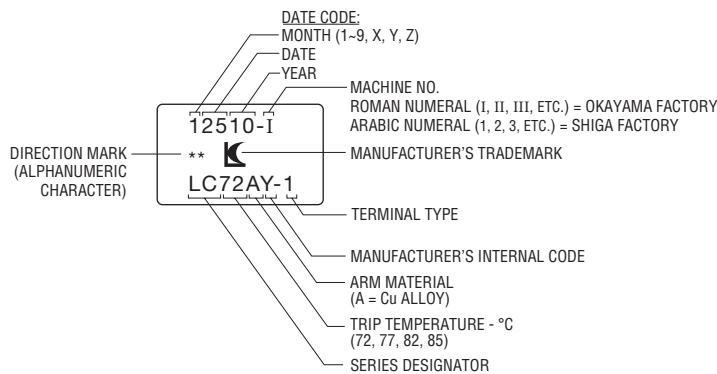 DATE CODE:
MONTH (1~9, X, Y, Z)
DATE
YEAR
MACHINE NO.
ROMAN NUMERAL (I, II, III, ETC.) = OKAYAMA FACTORY
ARABIC NUMERAL (1, 2, 3, ETC.) = SHIGA FACTORY
12510-I
DIRECTION MARK
(ALPHANUMERIC
CHARACTER)
**
MANUFACTURER'S TRADEMARK
LC72AY-1
TERMINAL TYPE
MANUFACTURER'S INTERNAL CODE
ARM MATERIAL
(A = Cu ALLOY)
TRIP TEMPERATURE - °C
(72, 77, 82, 85)
SERIES DESIGNATOR